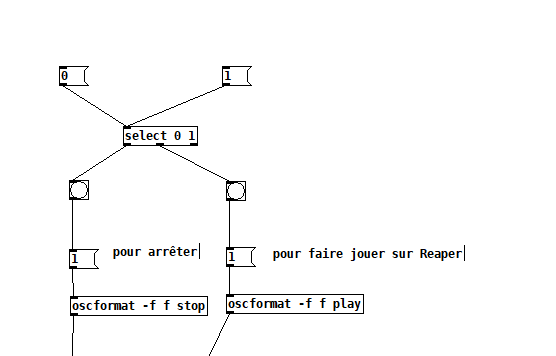 0
1
select 0 1
pour arrêter
1
pour faire jouer sur Reaper
1
oscformat -f f stop
oscformat -f f play